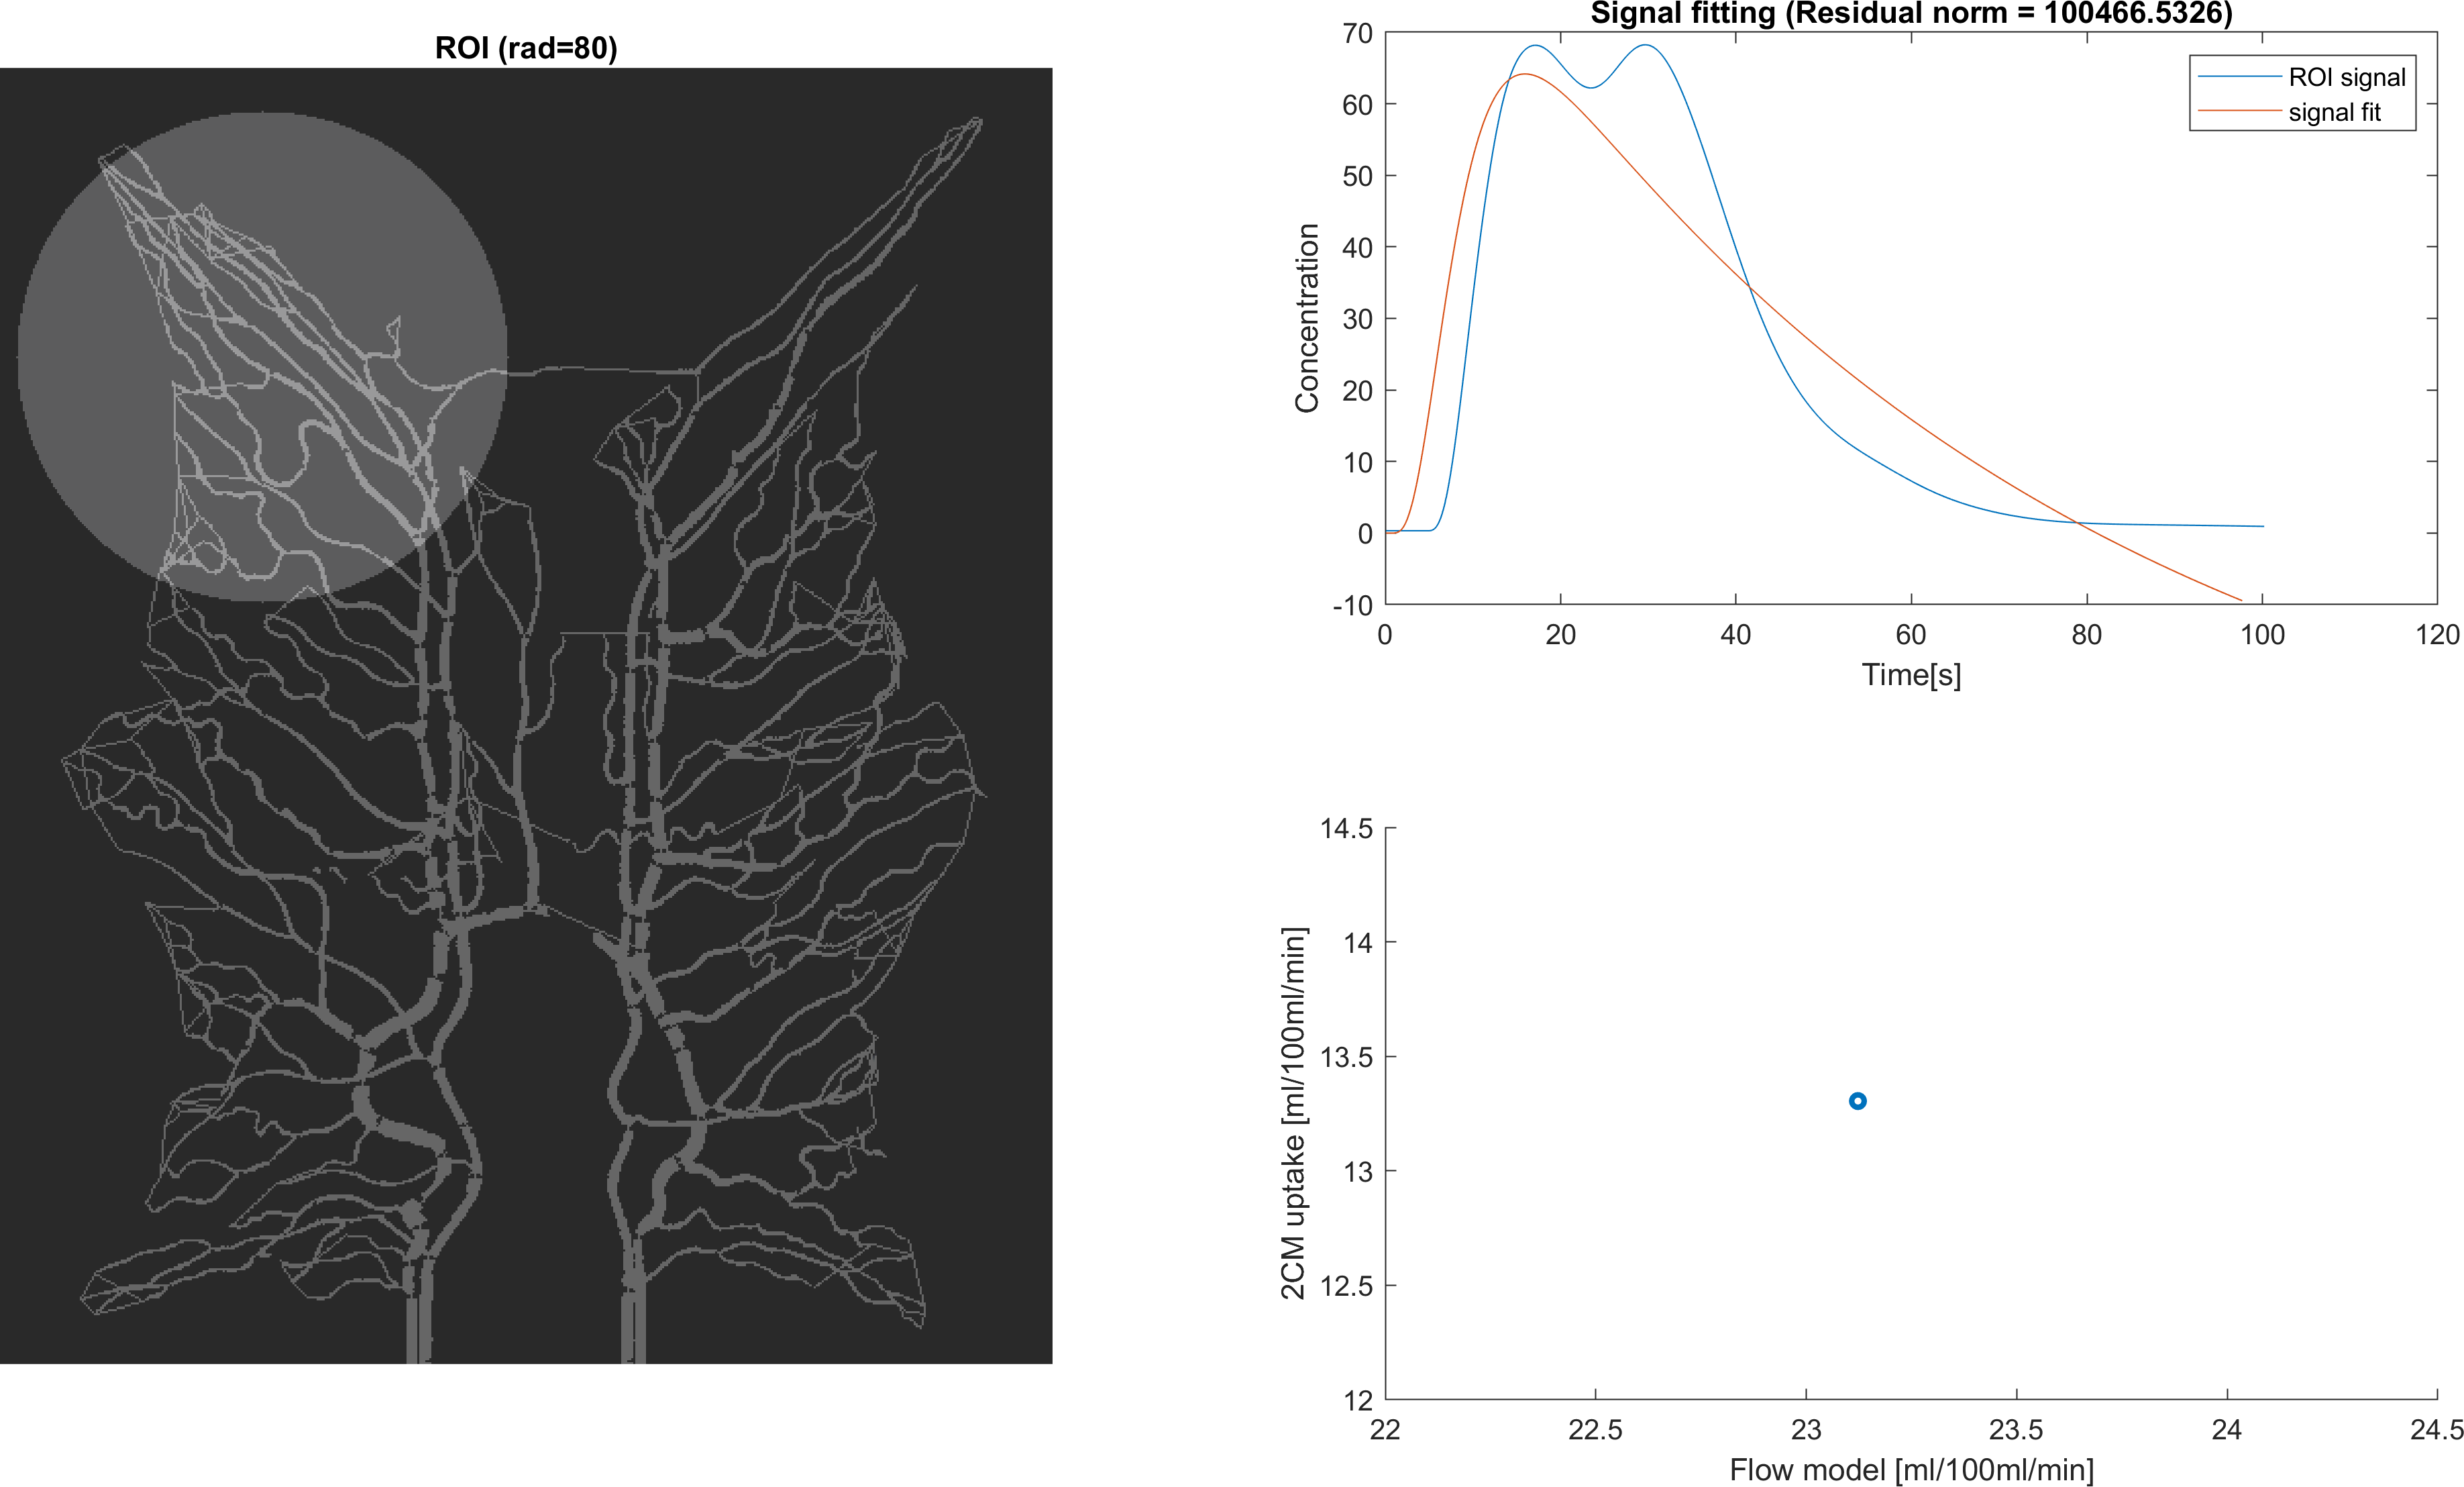 ROI (rad=80)
Signal fitting (Residual norm = 100466.5326)
70
60
50
40
30
20
10
0
-10
Concentration
ROI signal
signal fit
0 20 40 60 80 100 120
Time[s]
14.5
14
13.5
13
12.5
12
2CM uptake [ml/100ml/min]
22 22.5 23 23.5 24 24.5
Flow model [ml/100ml/min]